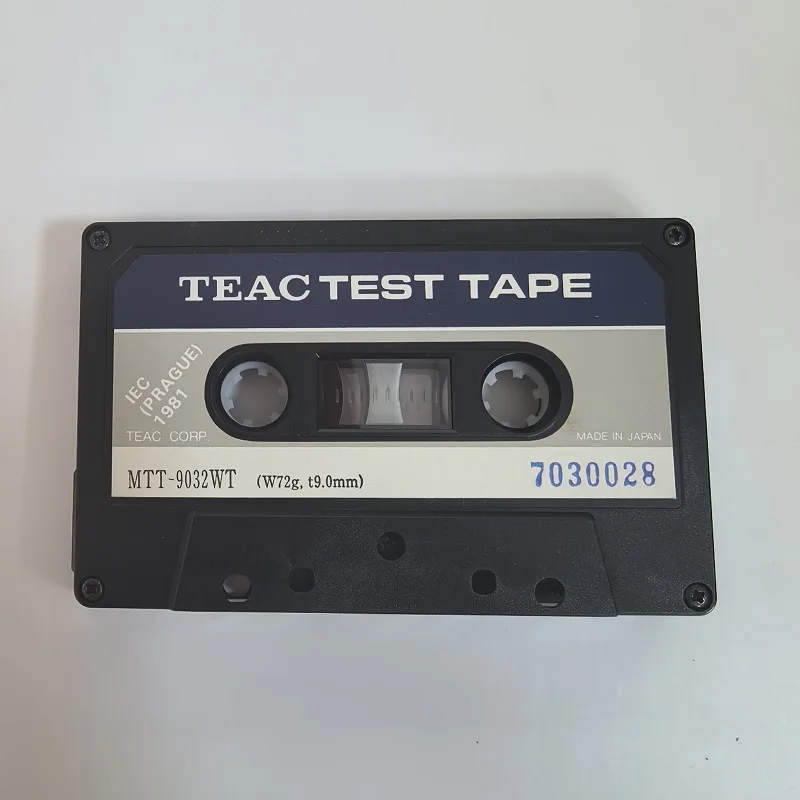 TEAC TEST TAPE
IEC
(PRAGUE)
1981
TEAC CORP.
MADE IN JAPAN
MTT-9032WT (W72g, t9.0mm) 7030028